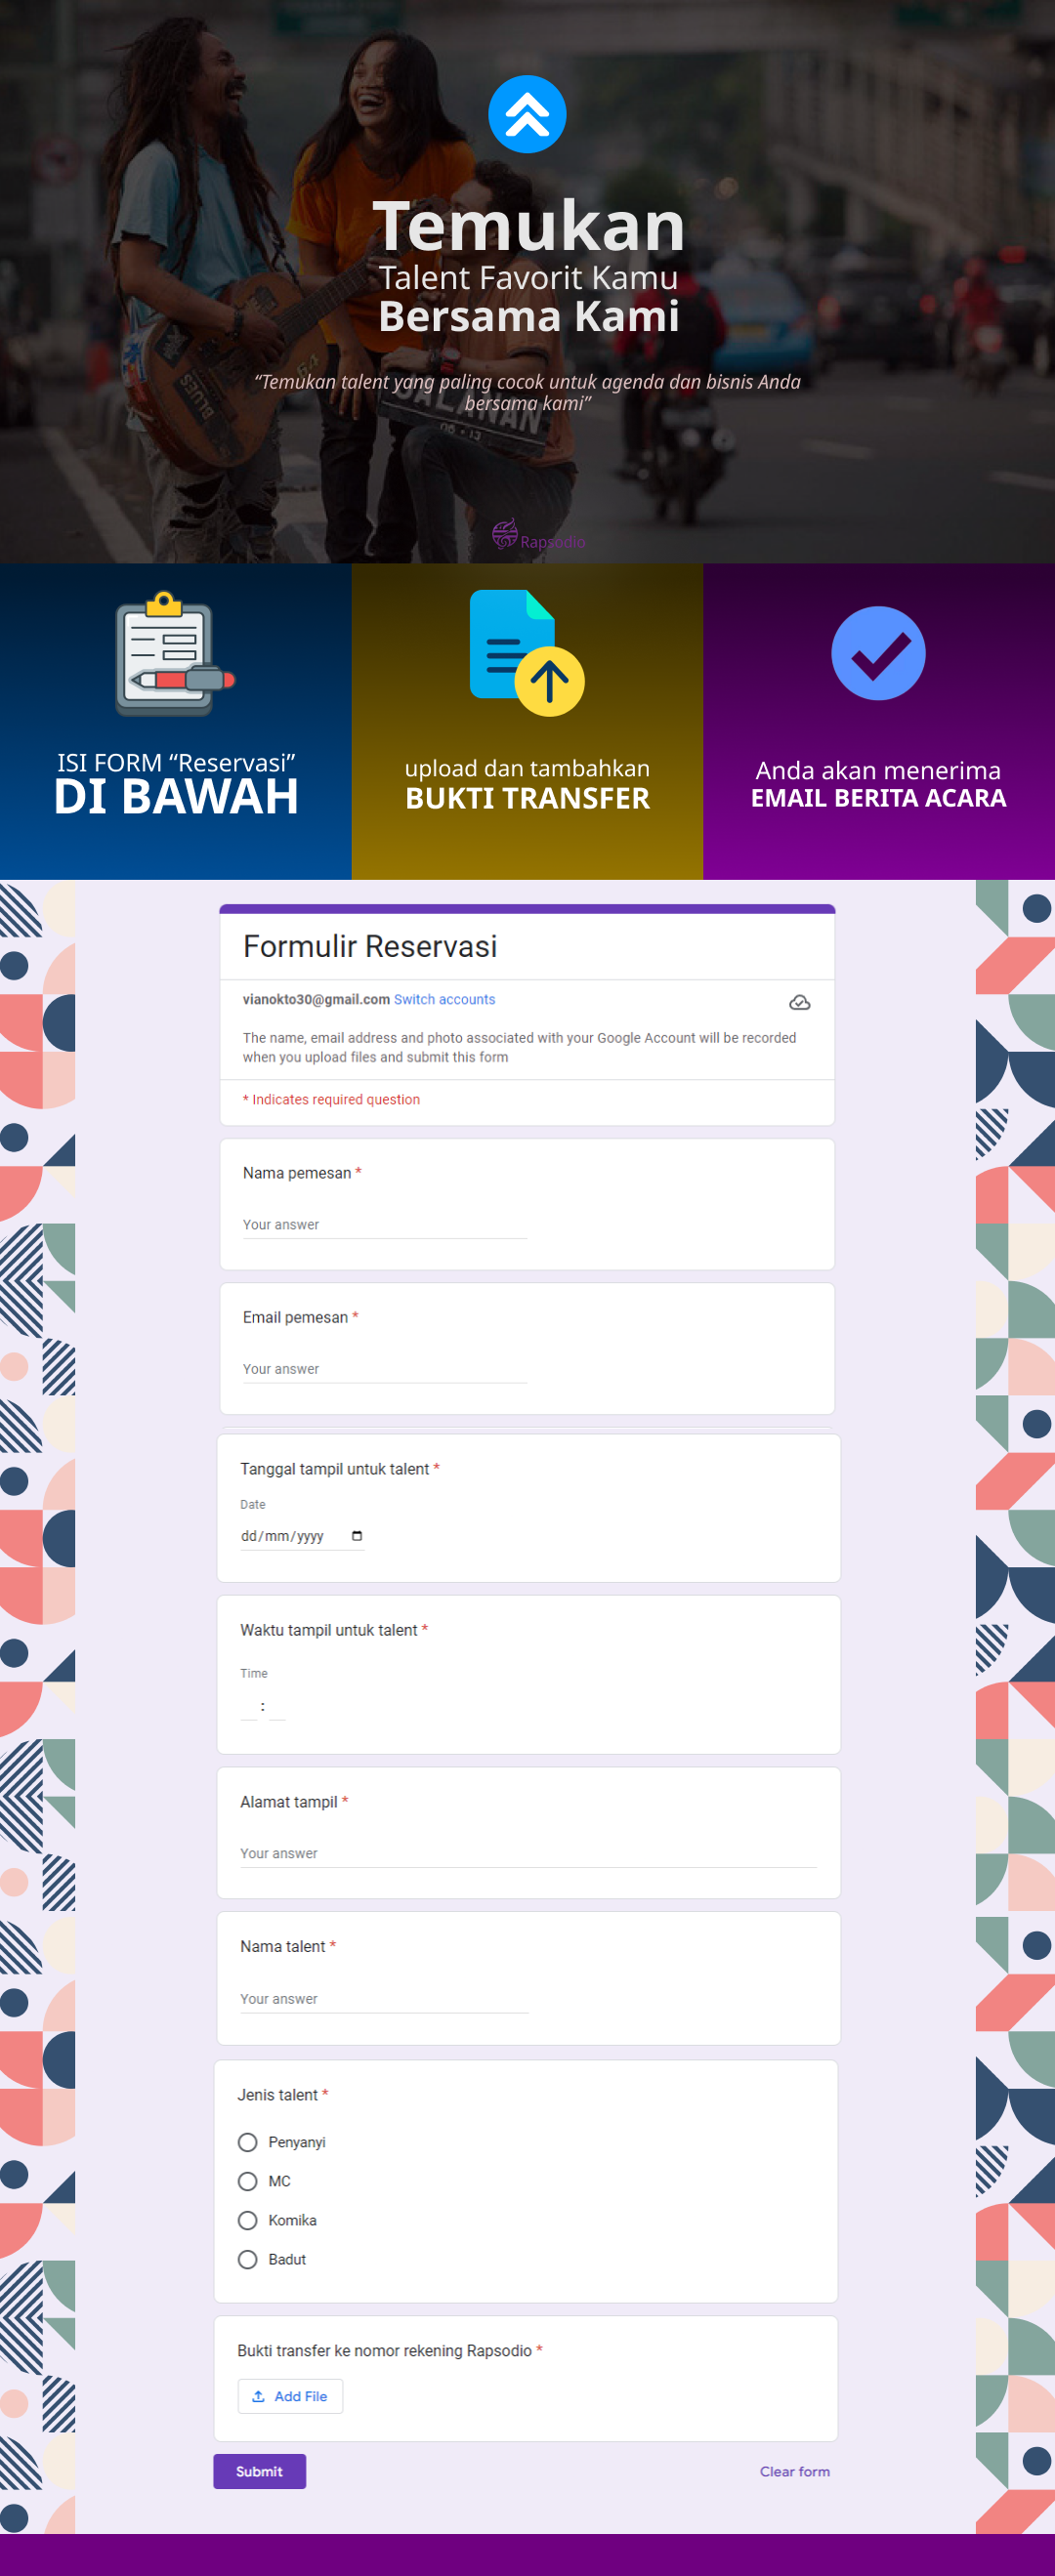 Temukan
Talent Favorit Kamu
Bersama Kami
“Temukan talent yang paling cocok untuk agenda dan bisnis Anda
bersama kami”
BLUES
64
JALANAN
06 · 13
Rapsodio
ISI FORM “Reservasi”
DI BAWAH
upload dan tambahkan
BUKTI TRANSFER
Anda akan menerima
EMAIL BERITA ACARA
Formulir Reservasi
vianokto30@gmail.com Switch accounts
The name, email address and photo associated with your Google Account will be recorded
when you upload files and submit this form
* Indicates required question
Nama pemesan *
Your answer
Email pemesan *
Your answer
Tanggal tampil untuk talent *
Date
dd/mm/yyyy
Waktu tampil untuk talent *
Time
:
Alamat tampil *
Your answer
Nama talent *
Your answer
Jenis talent *
Penyanyi
MC
Komika
Badut
Bukti transfer ke nomor rekening Rapsodio *
Add File
Submit
Clear form